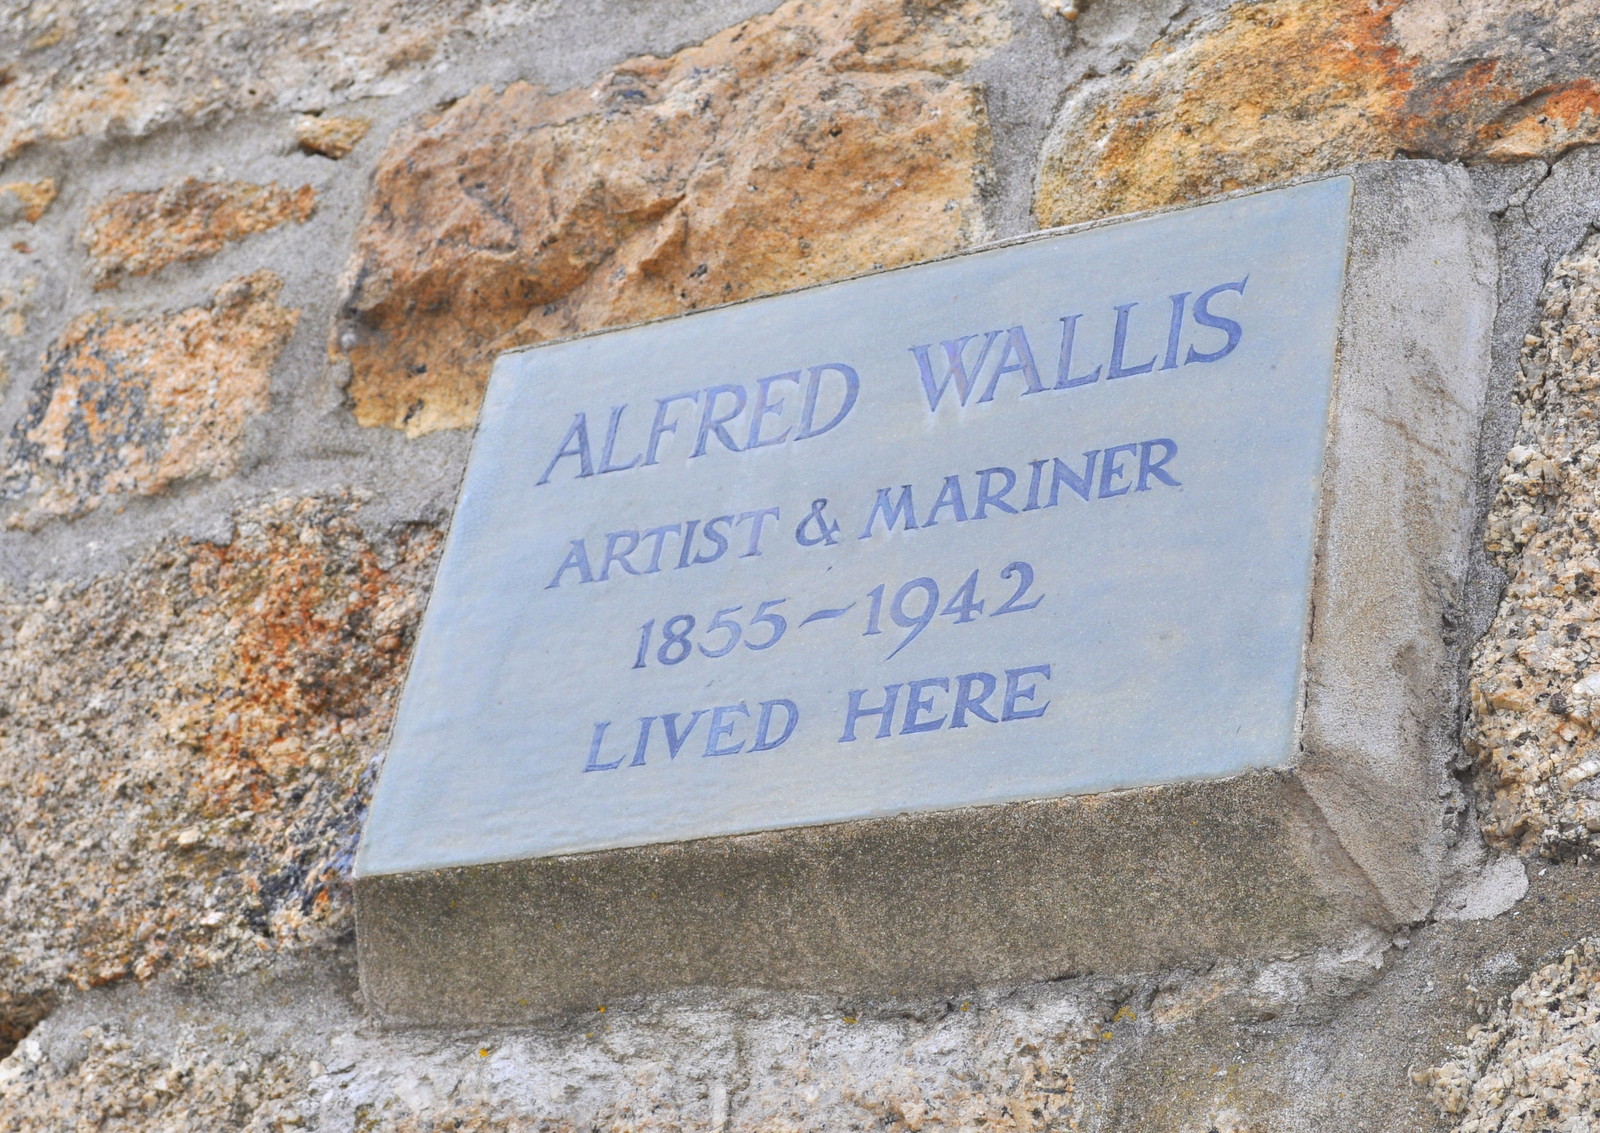 ALFRED WALLIS
ARTIST & MARINER
1855~1942
LIVED HERE